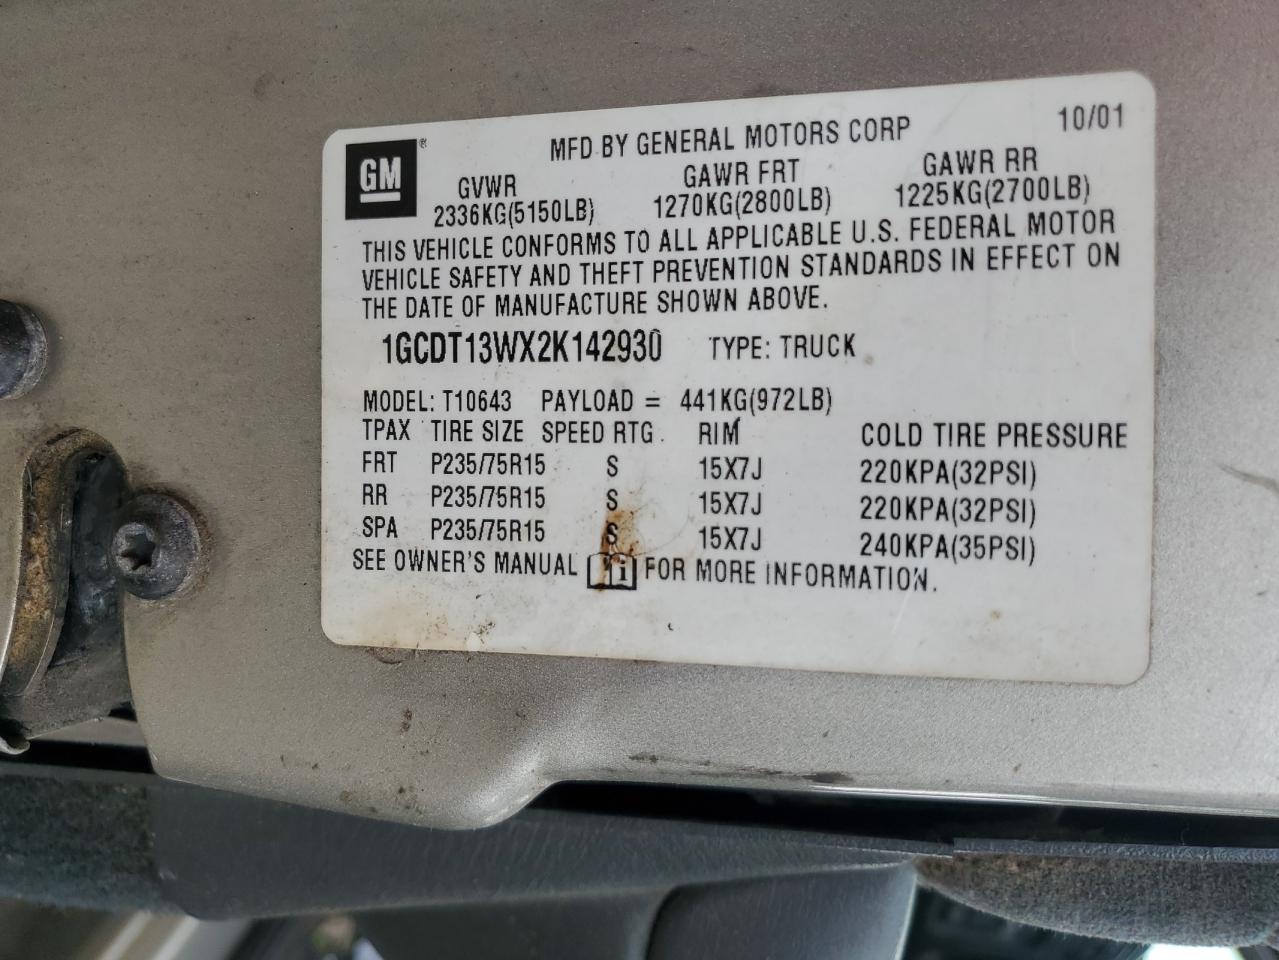 GM® MFD BY GENERAL MOTORS CORP 10/01
GVWR GAWR FRT GAWR RR
2336KG(5150LB) 1270KG(2800LB) 1225KG(2700LB)
THIS VEHICLE CONFORMS TO ALL APPLICABLE U.S. FEDERAL MOTOR
VEHICLE SAFETY AND THEFT PREVENTION STANDARDS IN EFFECT ON
THE DATE OF MANUFACTURE SHOWN ABOVE.
1GCDT13WX2K142930 TYPE: TRUCK
MODEL: T10643 PAYLOAD = 441KG(972LB)
TPAX TIRE SIZE SPEED RTG RIM COLD TIRE PRESSURE
FRT P235/75R15 S 15X7J 220KPA(32PSI)
RR P235/75R15 S 15X7J 220KPA(32PSI)
SPA P235/75R15 S 15X7J 240KPA(35PSI)
SEE OWNER'S MANUAL i FOR MORE INFORMATION.